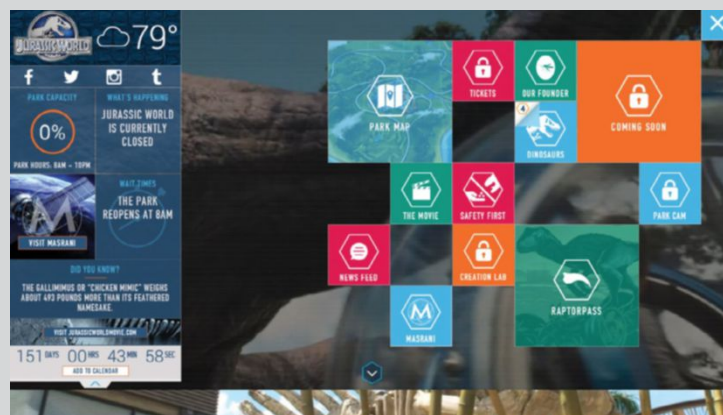 JURASSIC WORLD
79°
PARK CAPACITY
0%
PARK HOURS: 8AM – 10PM
WHAT'S HAPPENING
JURASSIC WORLD
IS CURRENTLY
CLOSED
M
VISIT MASRANI
WAIT TIMES
THE PARK
REOPENS AT 8AM
DID YOU KNOW?
THE GALLIMIMUS OR "CHICKEN MIMIC" WEIGHS
ABOUT 493 POUNDS MORE THAN ITS FEATHERED
NAMESAKE.
VISIT JURASSICWORLDMOVIE.COM
151 DAYS 00 HRS 43 MIN 58 SEC
ADD TO CALENDAR
PARK MAP
TICKETS
OUR FOUNDER
4
DINOSAURS
COMING SOON
THE MOVIE
SAFETY FIRST
PARK CAM
NEWS FEED
CREATION LAB
RAPTORPASS
M
MASRANI